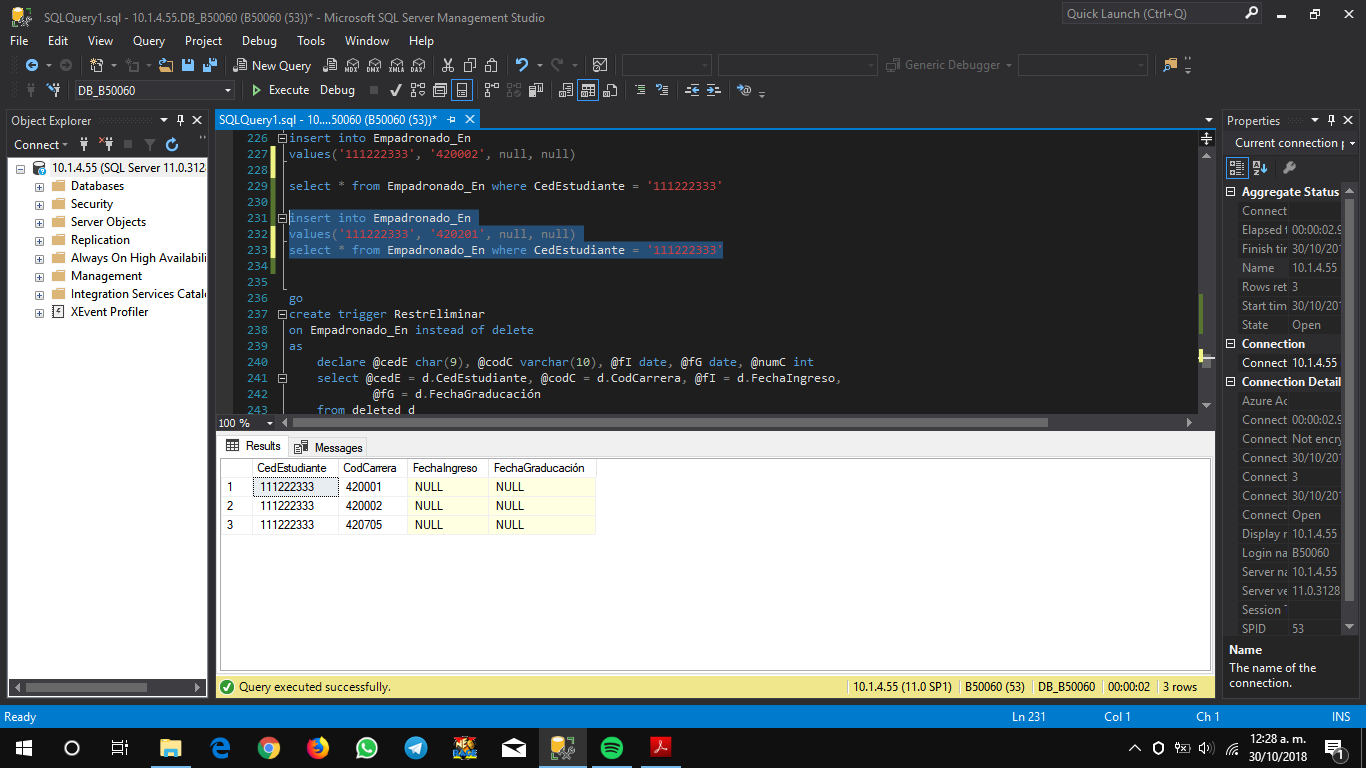 SQLQuery1.sql - 10.1.4.55.DB_B50060 (B50060 (53))* - Microsoft SQL Server Management Studio
Quick Launch (Ctrl+Q)
File Edit View Query Project Debug Tools Window Help
New Query MDX DMX XMLA DAX
Generic Debugger
DB_B50060 Execute Debug
Object Explorer
Connect
10.1.4.55 (SQL Server 11.0.3128
Databases
Security
Server Objects
Replication
Always On High Availabili
Management
Integration Services Catal
XEvent Profiler
SQLQuery1.sql - 10....50060 (B50060 (53))*
226 insert into Empadronado_En
227 values('111222333', '420002', null, null)
228
229 select * from Empadronado_En where CedEstudiante = '111222333'
230
231 insert into Empadronado_En
232 values('111222333', '420201', null, null)
233 select * from Empadronado_En where CedEstudiante = '111222333'
234
235
236 go
237 create trigger RestrEliminar
238 on Empadronado_En instead of delete
239 as
240 declare @cedE char(9), @codC varchar(10), @fI date, @fG date, @numC int
241 select @cedE = d.CedEstudiante, @codC = d.CodCarrera, @fI = d.FechaIngreso,
242 @fG = d.FechaGraducación
243 from deleted d
100 %
Results Messages
CedEstudiante CodCarrera FechaIngreso FechaGraducación
1 111222333 420001 NULL NULL
2 111222333 420002 NULL NULL
3 111222333 420705 NULL NULL
Query executed successfully.
10.1.4.55 (11.0 SP1) B50060 (53) DB_B50060 00:00:02 3 rows
Properties
Current connection p
Aggregate Status
Connect
Elapsed t 00:00:02.9
Finish tir 30/10/201
Name 10.1.4.55
Rows ret 3
Start tim 30/10/201
State Open
Connection
Connect 10.1.4.55
Connection Detail
Azure Ac
Connect 00:00:02.9
Connect Not encry
Connect 30/10/201
Connect 3
Connect 30/10/201
Connect Open
Display r 10.1.4.55
Login na B50060
Server na 10.1.4.55
Server ve 11.0.3128
Session
SPID 53
Name
The name of the
connection.
Ready Ln 231 Col 1 Ch 1 INS
12:28 a. m.
30/10/2018
1